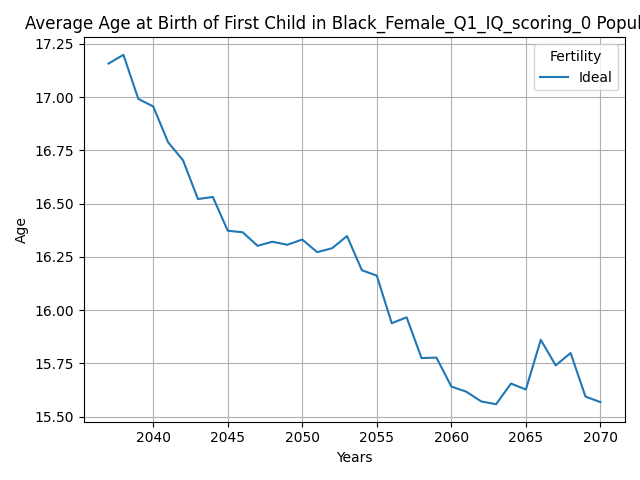 Average Age at Birth of First Child in Black_Female_Q1_IQ_scoring_0 Popul
17.25
17.00
16.75
16.50
16.25
16.00
15.75
15.50
Age
Fertility
Ideal
2040 2045 2050 2055 2060 2065 2070
Years